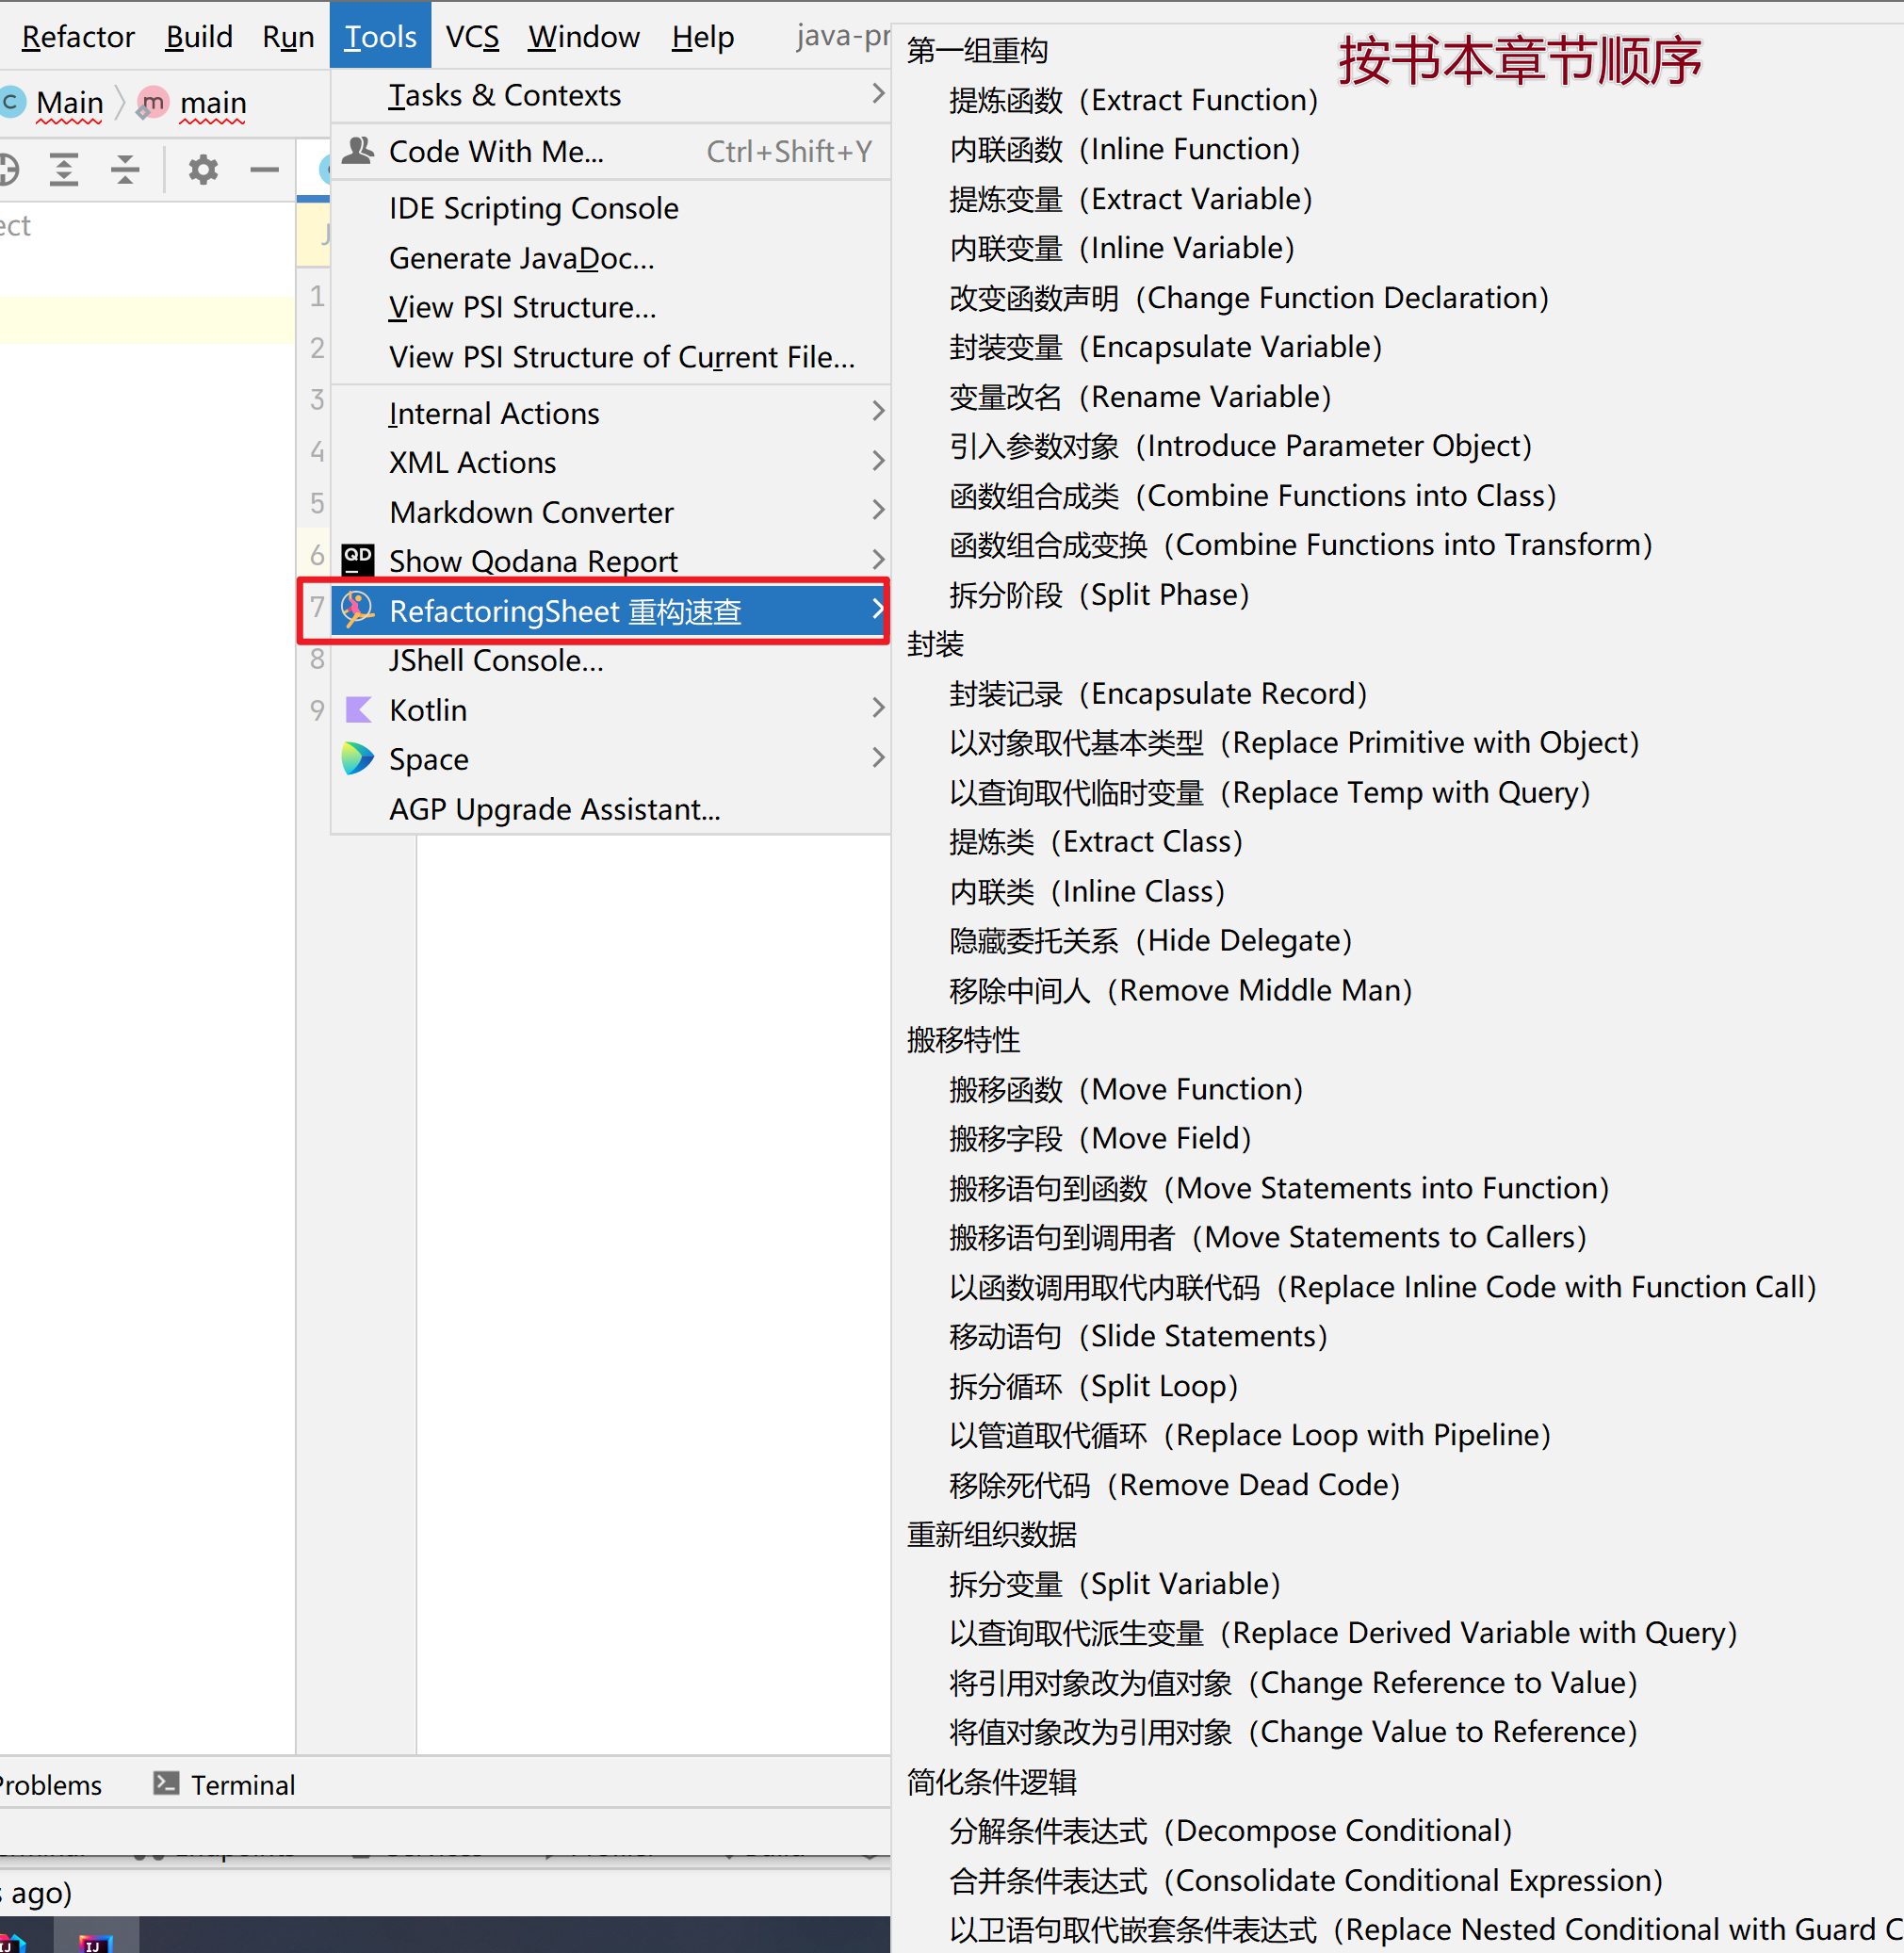 Refactor Build Run Tools VCS Window Help java-pr
Main main
ect
Tasks & Contexts
Code With Me... Ctrl+Shift+Y
IDE Scripting Console
Generate JavaDoc...
View PSI Structure...
View PSI Structure of Current File...
Internal Actions
XML Actions
Markdown Converter
QD Show Qodana Report
RefactoringSheet 重构速查
JShell Console...
Kotlin
Space
AGP Upgrade Assistant...
1
2
3
4
5
6
7
8
9
按书本章节顺序
第一组重构
提炼函数（Extract Function）
内联函数（Inline Function）
提炼变量（Extract Variable）
内联变量（Inline Variable）
改变函数声明（Change Function Declaration）
封装变量（Encapsulate Variable）
变量改名（Rename Variable）
引入参数对象（Introduce Parameter Object）
函数组合成类（Combine Functions into Class）
函数组合成变换（Combine Functions into Transform）
拆分阶段（Split Phase）
封装
封装记录（Encapsulate Record）
以对象取代基本类型（Replace Primitive with Object）
以查询取代临时变量（Replace Temp with Query）
提炼类（Extract Class）
内联类（Inline Class）
隐藏委托关系（Hide Delegate）
移除中间人（Remove Middle Man）
搬移特性
搬移函数（Move Function）
搬移字段（Move Field）
搬移语句到函数（Move Statements into Function）
搬移语句到调用者（Move Statements to Callers）
以函数调用取代内联代码（Replace Inline Code with Function Call）
移动语句（Slide Statements）
拆分循环（Split Loop）
以管道取代循环（Replace Loop with Pipeline）
移除死代码（Remove Dead Code）
重新组织数据
拆分变量（Split Variable）
以查询取代派生变量（Replace Derived Variable with Query）
将引用对象改为值对象（Change Reference to Value）
将值对象改为引用对象（Change Value to Reference）
简化条件逻辑
分解条件表达式（Decompose Conditional）
合并条件表达式（Consolidate Conditional Expression）
以卫语句取代嵌套条件表达式（Replace Nested Conditional with Guard C
Problems Terminal
s ago)
IJ IJ